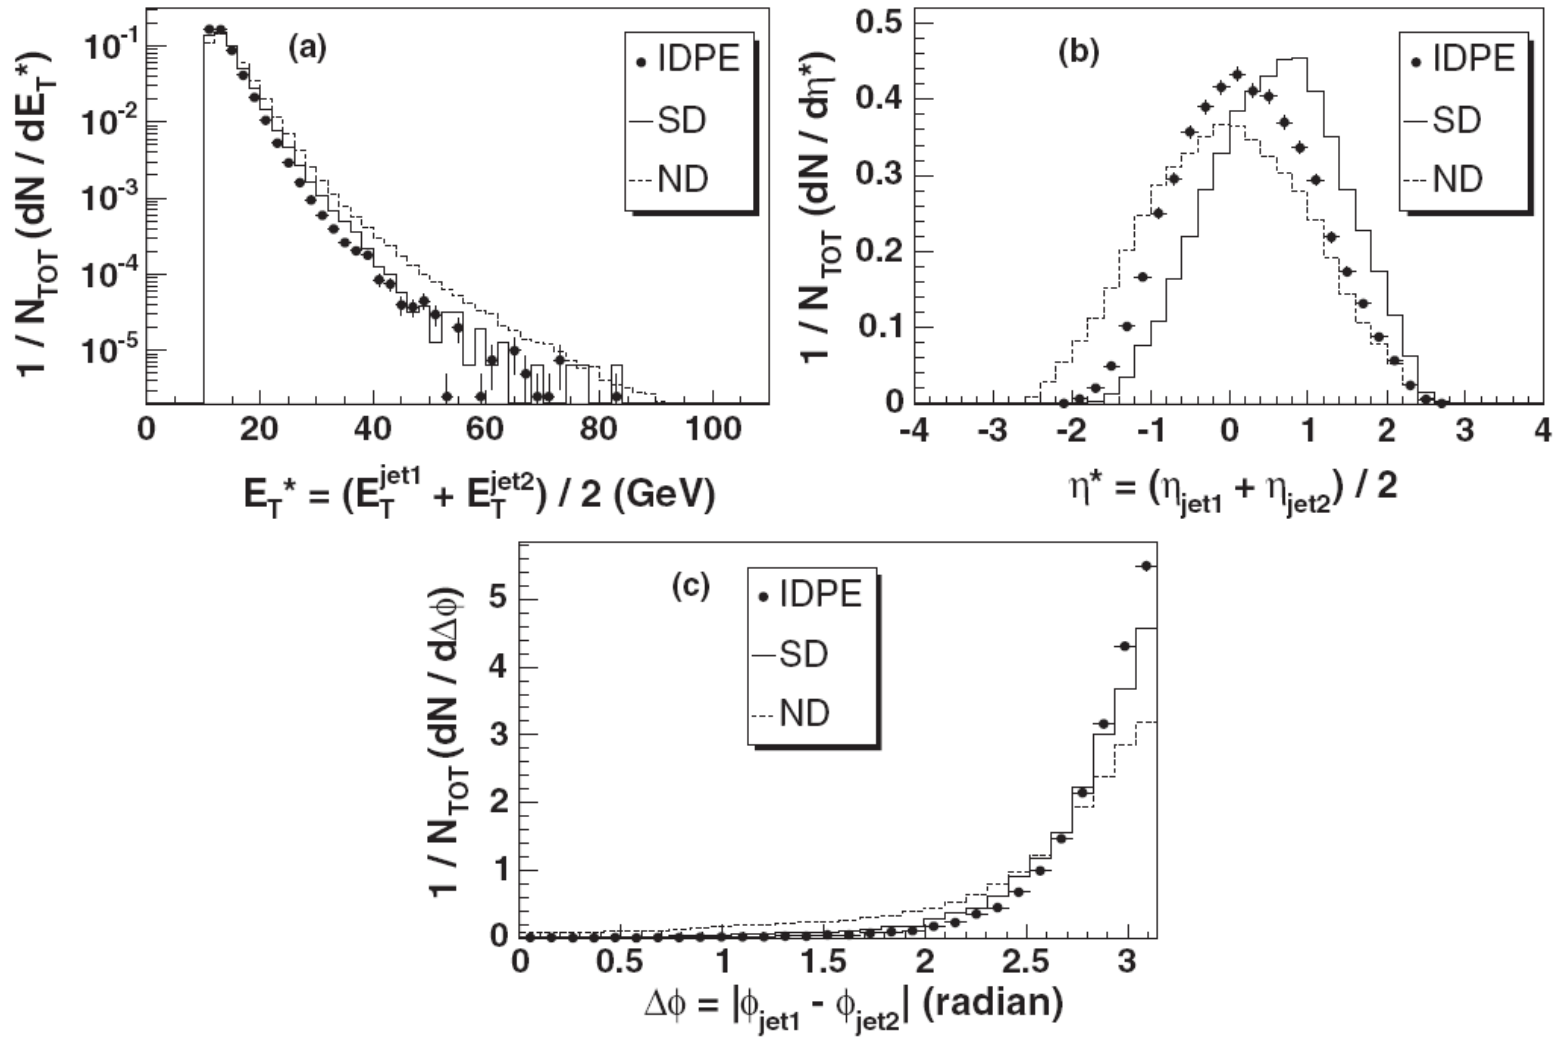 (a)
IDPE
SD
ND
10⁻¹
10⁻²
10⁻³
10⁻⁴
10⁻⁵
1 / N_TOT (dN / dE_T*)
0 20 40 60 80 100
E_T* = (E_T^jet1 + E_T^jet2) / 2 (GeV)
(b)
IDPE
SD
ND
0.5
0.4
0.3
0.2
0.1
0
1 / N_TOT (dN / dη*)
-4 -3 -2 -1 0 1 2 3 4
η* = (η_jet1 + η_jet2) / 2
(c)
IDPE
SD
ND
5
4
3
2
1
0
1 / N_TOT (dN / dΔϕ)
0 0.5 1 1.5 2 2.5 3
Δϕ = |ϕ_jet1 - ϕ_jet2| (radian)